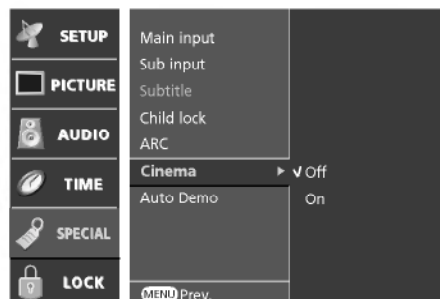 SETUP
PICTURE
AUDIO
TIME
SPECIAL
LOCK
Main input
Sub input
Subtitle
Child lock
ARC
Cinema
Auto Demo
Off
On
MENU Prev.